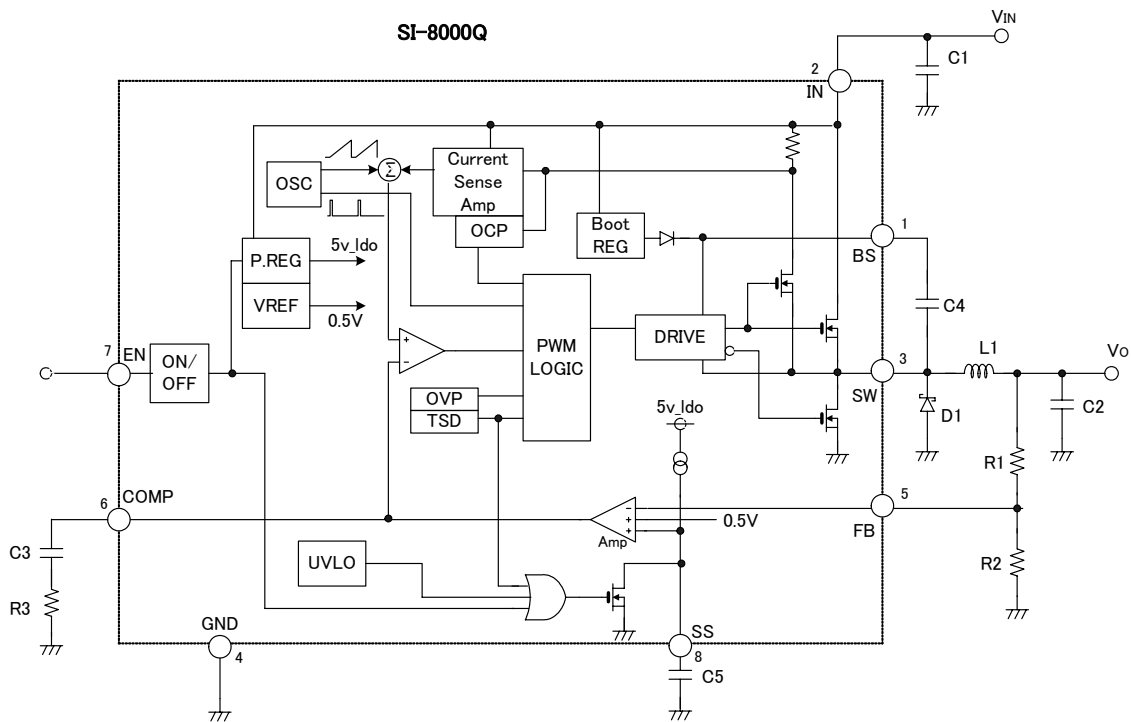 SI-8000Q
VIN
C1
2
IN
OSC
Σ
Current
Sense
Amp
OCP
Boot
REG
1
BS
P.REG
5v_ldo
VREF
0.5V
C4
7
EN
ON/
OFF
+
−
PWM
LOGIC
DRIVE
3
SW
L1
Vo
C2
D1
OVP
TSD
5v_ldo
R1
6
COMP
5
FB
−
+
+
Amp
0.5V
C3
R3
UVLO
R2
GND
4
SS
8
C5